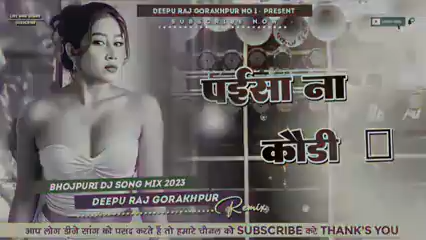 DEEPU RAJ GORAKHPUR NO 1 - PRESENT
SUBSCRIBE NOW
पईसा ना
कौडी
BHOJPURI DJ SONG MIX 2023
DEEPU RAJ GORAKHPUR
Remix
आप लोग डीजे सांग को पसंद करते हैं तो हमारे चैनल को SUBSCRIBE करे THANK'S YOU